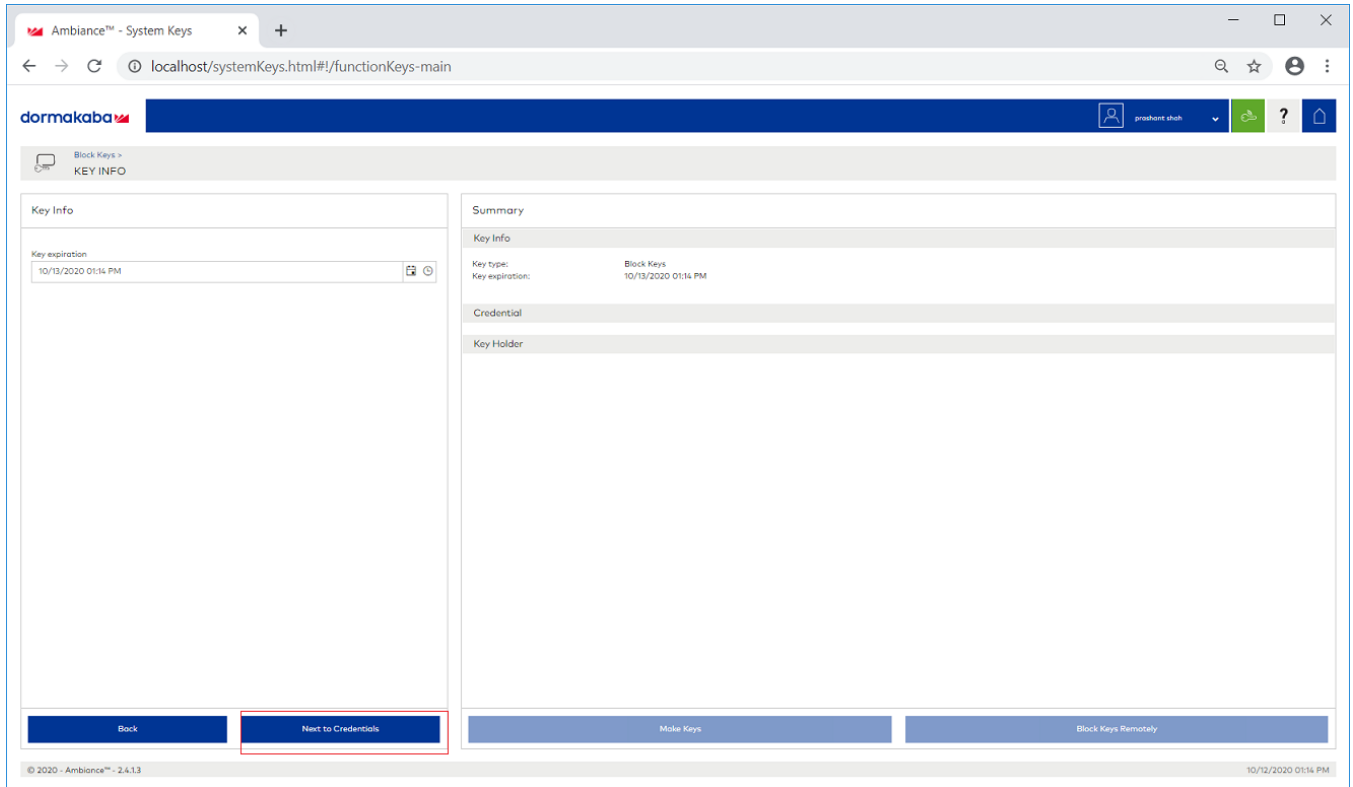 Ambiance™ - System Keys
localhost/systemKeys.html#!/functionKeys-main
dormakaba
prashant shah
?
Block Keys >
KEY INFO
Key Info
Key expiration
10/13/2020 01:14 PM
Back
Next to Credentials
Summary
Key Info
Key type: Block Keys
Key expiration: 10/13/2020 01:14 PM
Credential
Key Holder
Make Keys
Block Keys Remotely
© 2020 - Ambiance™ - 2.4.1.3
10/12/2020 01:14 PM